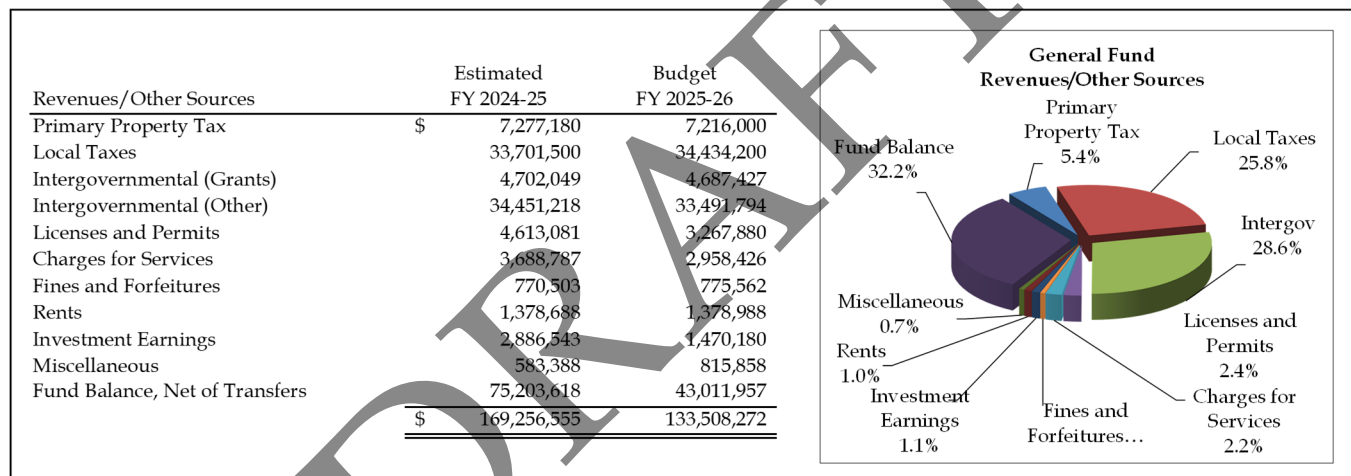 Estimated Budget
Revenues/Other Sources FY 2024-25 FY 2025-26
Primary Property Tax $ 7,277,180 7,216,000
Local Taxes 33,701,500 34,434,200
Intergovernmental (Grants) 4,702,049 4,687,427
Intergovernmental (Other) 34,451,218 33,491,794
Licenses and Permits 4,613,081 3,267,880
Charges for Services 3,688,787 2,958,426
Fines and Forfeitures 770,503 775,562
Rents 1,378,688 1,378,988
Investment Earnings 2,886,543 1,470,180
Miscellaneous 583,388 815,858
Fund Balance, Net of Transfers 75,203,618 43,011,957
$ 169,256,555 133,508,272
General Fund
Revenues/Other Sources
Primary
Property Tax
5.4%
Local Taxes
25.8%
Intergov
28.6%
Licenses and
Permits
2.4%
Charges for
Services
2.2%
Fines and
Forfeitures…
Investment
Earnings
1.1%
Rents
1.0%
Miscellaneous
0.7%
Fund Balance
32.2%
DRAFT